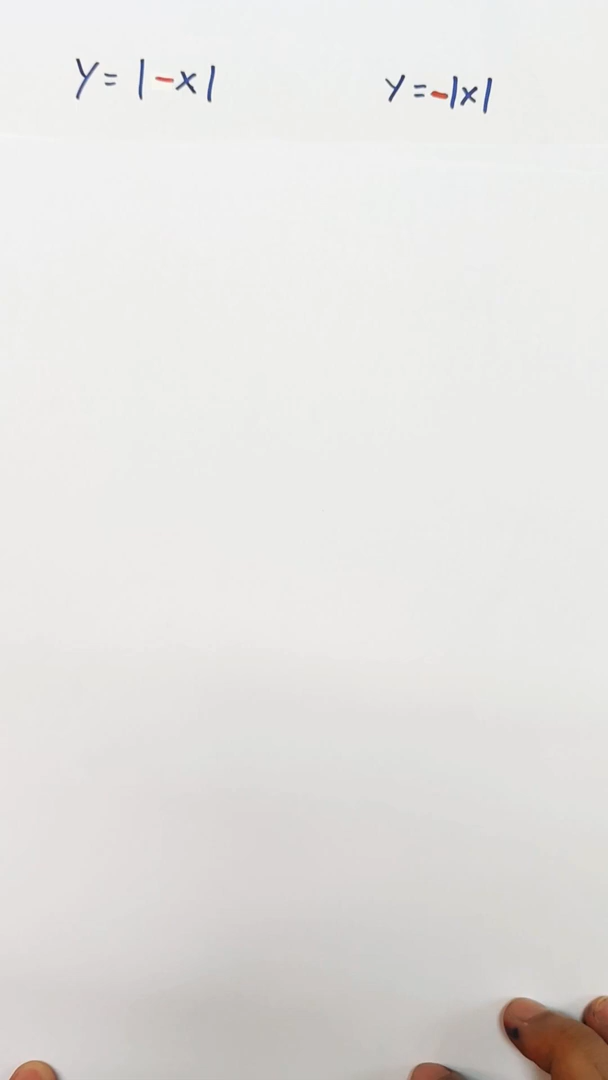 y = |-x|
y = -|x|